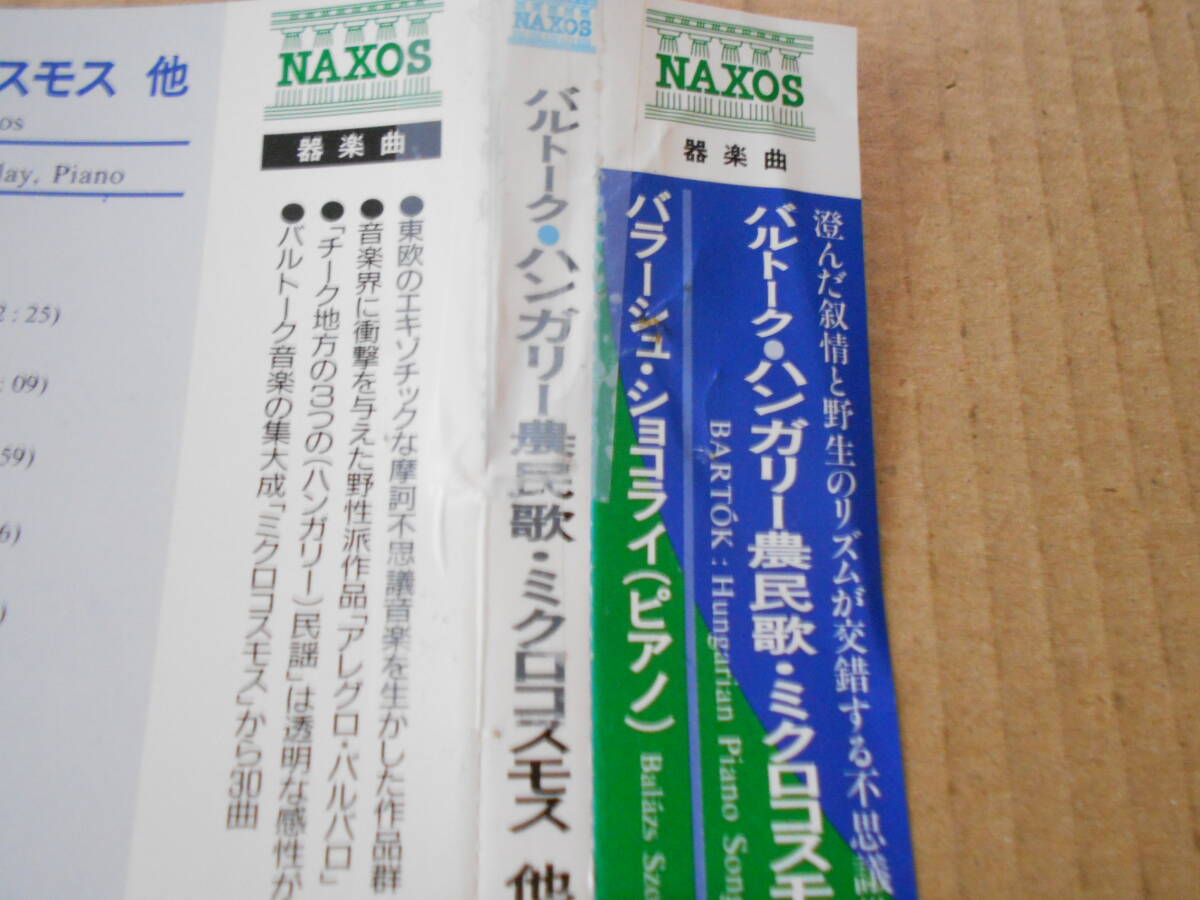 スモス 他
os
lay, Piano
2 : 25)
: 09)
59)
6)
)
NAXOS
器楽曲
●東欧のエキゾチックな摩訶不思議音楽を生かした作品群
●音楽界に衝撃を与えた野性派作品「アレグロ・バルバロ」
●「チーク地方の3つの(ハンガリー)民謡」は透明な感性が
●バルトーク音楽の集大成「ミクロコスモス」から30曲
NAXOS
バルトーク●ハンガリー農民歌・ミクロコスモス 他
NAXOS
器楽曲
澄んだ叙情と野生のリズムが交錯する不思議
バルトーク●ハンガリー農民歌・ミクロコスモ
BARTÓK : Hungarian Piano Song
バラーシュ・ショコライ(ピアノ) Balázs Szo